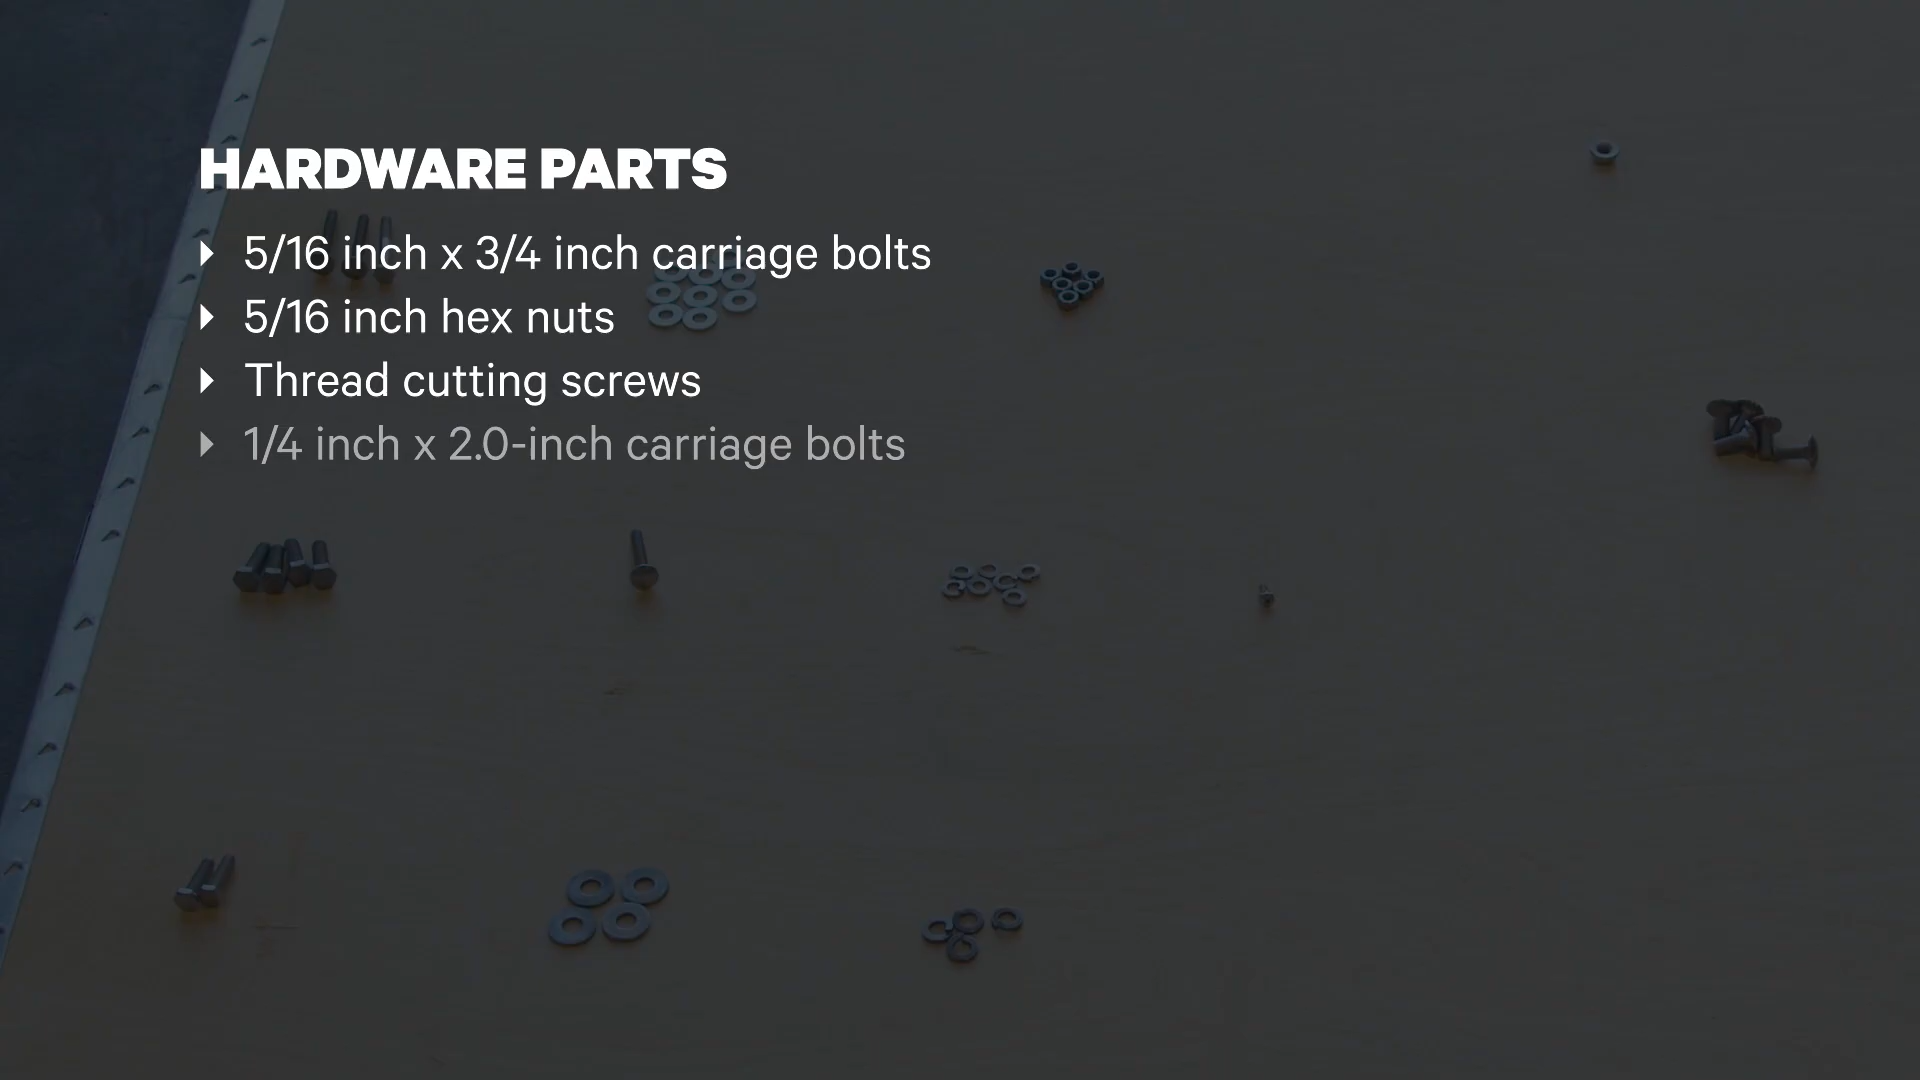 HARDWARE PARTS
5/16 inch x 3/4 inch carriage bolts
5/16 inch hex nuts
Thread cutting screws
1/4 inch x 2.0-inch carriage bolts